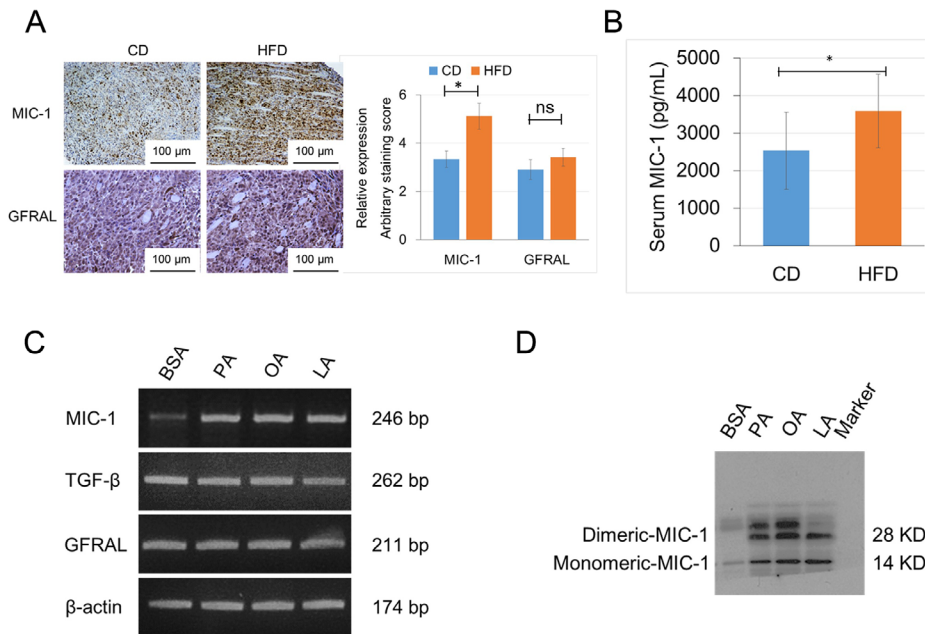 A
CD HFD
MIC-1
100 µm 100 µm
GFRAL
100 µm 100 µm
CD HFD
Relative expression
Arbitrary staining score
6
4
2
0
* ns
MIC-1 GFRAL
B
Serum MIC-1 (pg/mL)
5000
4000
3000
2000
1000
0
*
CD HFD
C
BSA PA OA LA
MIC-1 246 bp
TGF-β 262 bp
GFRAL 211 bp
β-actin 174 bp
D
BSA PA OA LA Marker
Dimeric-MIC-1 28 KD
Monomeric-MIC-1 14 KD